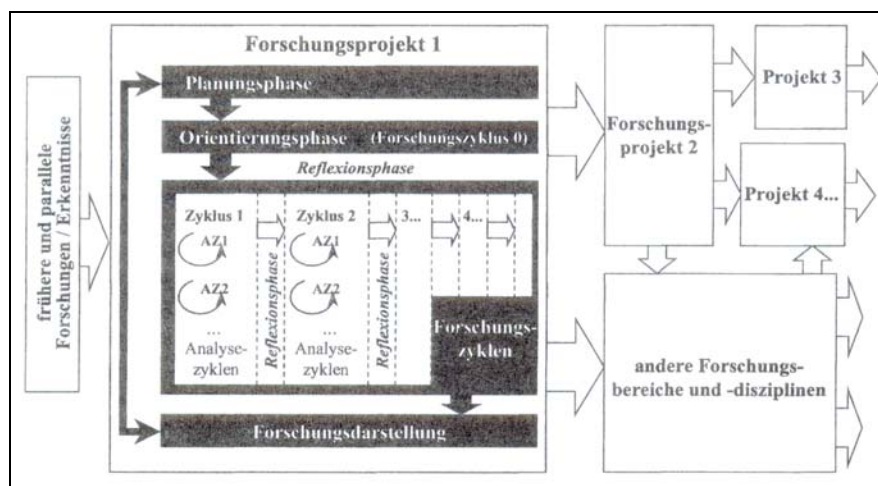 frühere und parallele
Forschungen / Erkenntnisse
Forschungsprojekt 1
Planungsphase
Orientierungsphase (Forschungszyklus 0)
Reflexionsphase
Zyklus 1
AZ1
AZ2
...
Analyse-
zyklen
Reflexionsphase
Zyklus 2
AZ1
AZ2
...
Analyse-
zyklen
Reflexionsphase
3...
4...
Forschungs-
zyklen
Forschungsdarstellung
Forschungs-
projekt 2
Projekt 3
Projekt 4...
andere Forschungs-
bereiche und -disziplinen